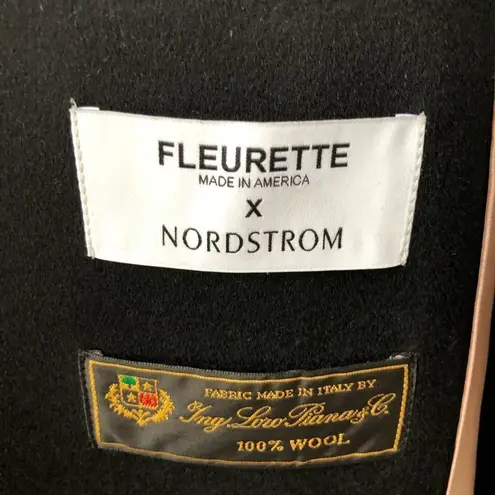 FLEURETTE
MADE IN AMERICA
X
NORDSTROM
FABRIC MADE IN ITALY BY
Ing. Loro Piana & C.
100% WOOL